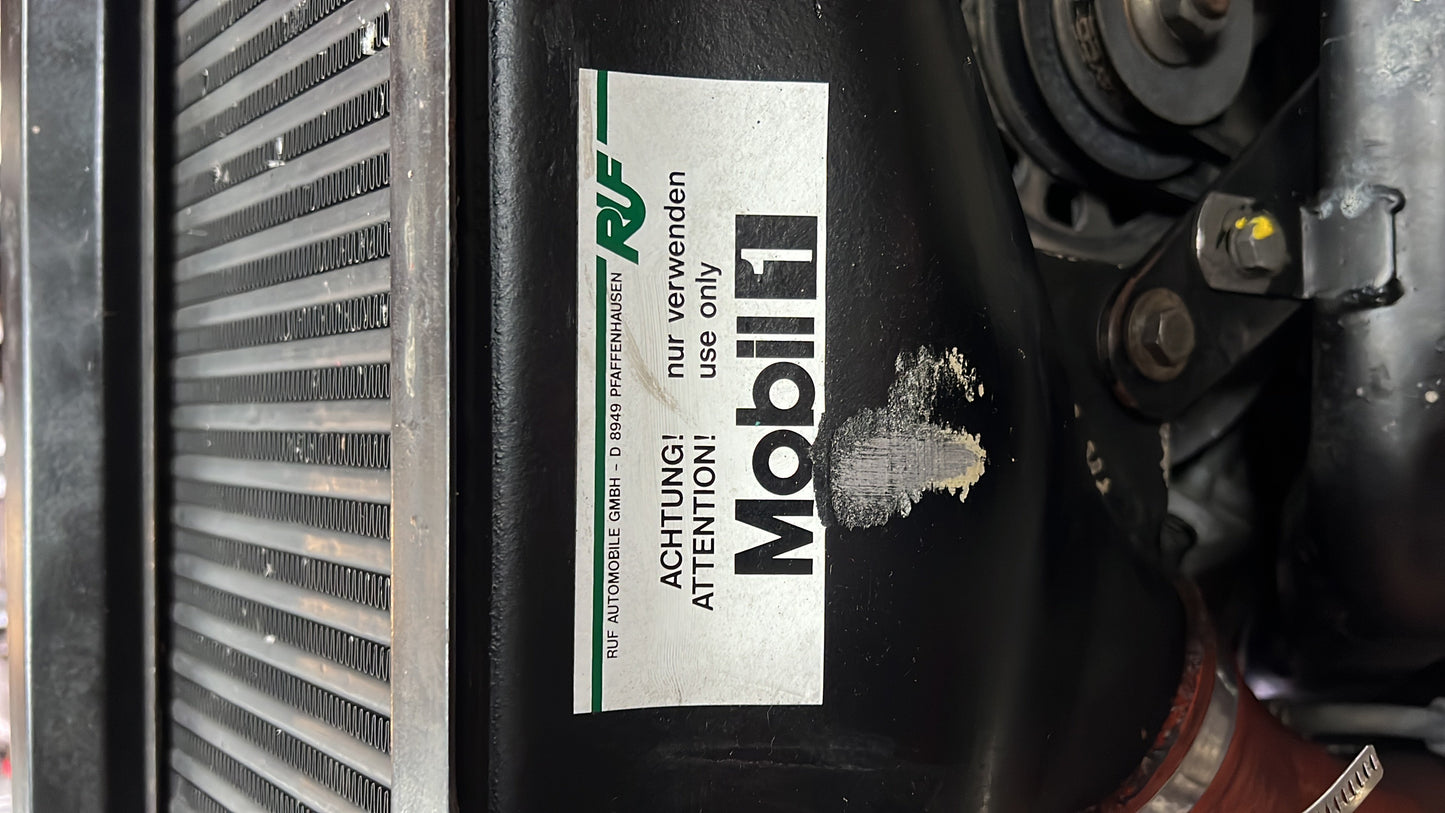 RUF
RUF AUTOMOBILE GMBH - D 8949 PFAFFENHAUSEN
ACHTUNG! nur verwenden
ATTENTION! use only
Mobil 1